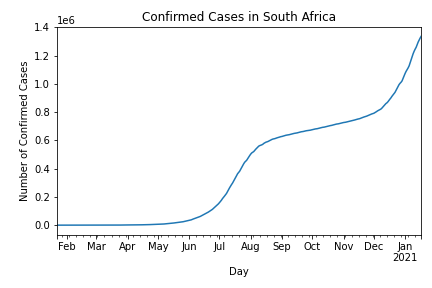 Confirmed Cases in South Africa
1e6
1.4
1.2
1.0
0.8
0.6
0.4
0.2
0.0
Number of Confirmed Cases
Feb Mar Apr May Jun Jul Aug Sep Oct Nov Dec Jan
2021
Day